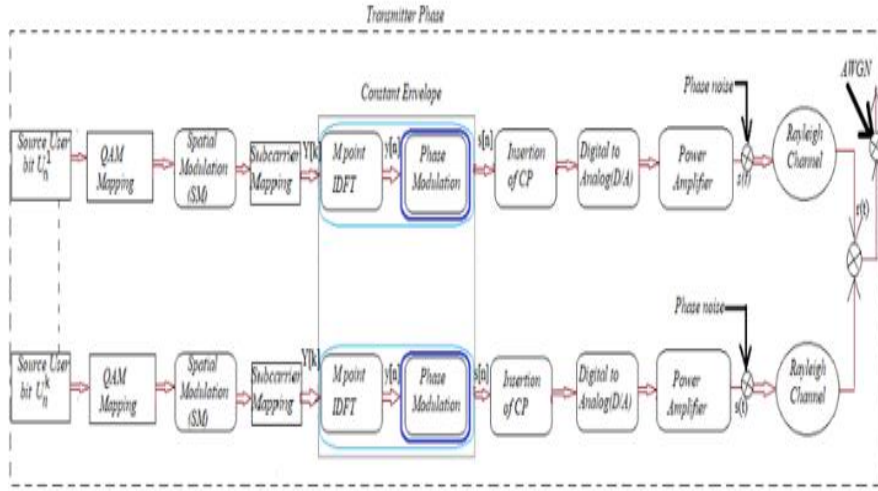 Transmitter Phase
AWGN
Phase noise
Constant Envelope
Source User
bit U_n^1
QAM
Mapping
Spatial
Modulation
(SM)
Subcarrier
Mapping
Y[k]
M point
IDFT
y[n]
Phase
Modulation
s[n]
Insertion
of CP
Digital to
Analog(D/A)
Power
Amplifier
s(t)
Rayleigh
Channel
r(t)
Phase noise
Source User
bit U_n^k
QAM
Mapping
Spatial
Modulation
(SM)
Subcarrier
Mapping
Y[k]
M point
IDFT
y[n]
Phase
Modulation
s[n]
Insertion
of CP
Digital to
Analog(D/A)
Power
Amplifier
s(t)
Rayleigh
Channel